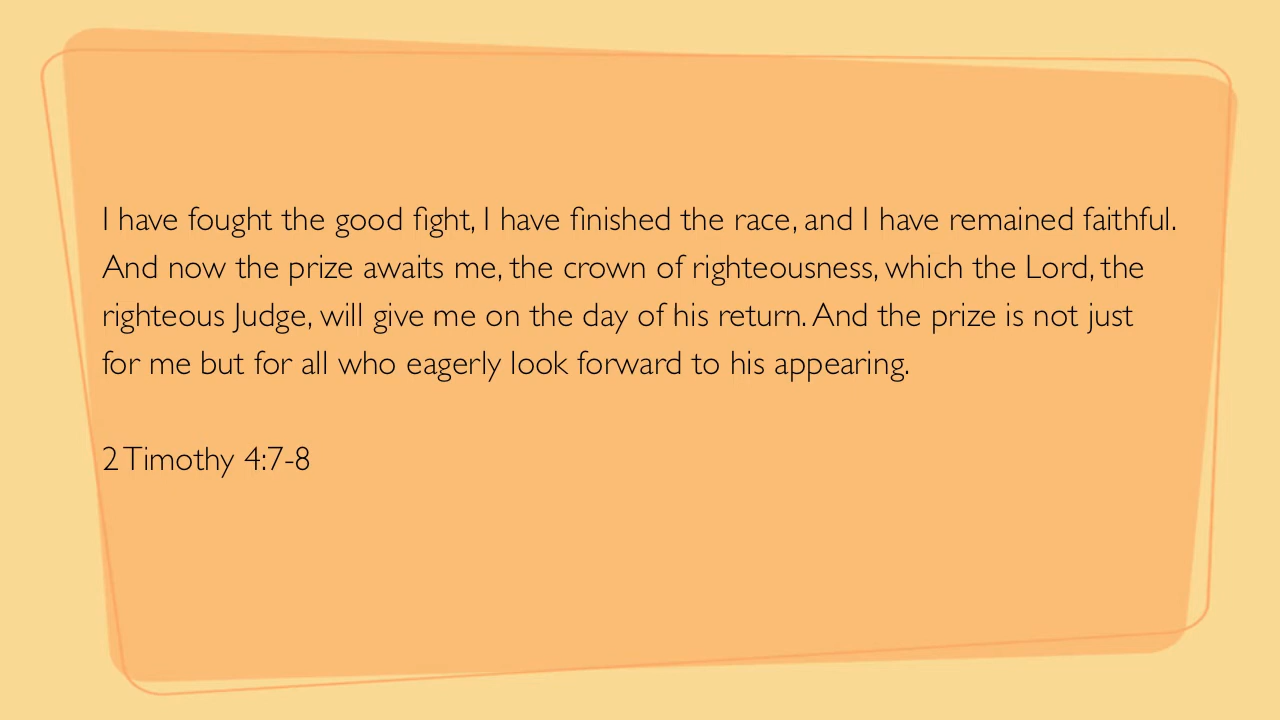 I have fought the good fight, I have finished the race, and I have remained faithful.
And now the prize awaits me, the crown of righteousness, which the Lord, the
righteous Judge, will give me on the day of his return. And the prize is not just
for me but for all who eagerly look forward to his appearing.
2 Timothy 4:7-8